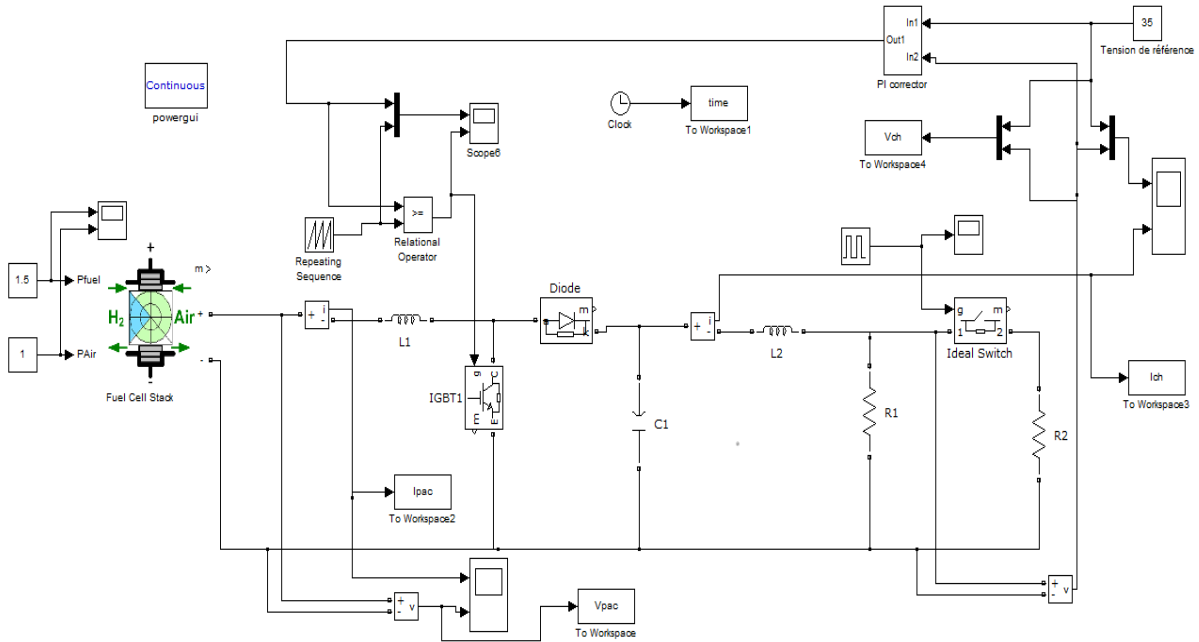 In1
Out1
In2
PI corrector
35
Tension de référence
Continuous
powergui
Clock
time
To Workspace1
Scope6
Vch
To Workspace4
>=
Relational
Operator
Repeating
Sequence
+
m >
1.5
Pfuel
H2
Air
+
1
PAir
-
-
Fuel Cell Stack
+
i
-
L1
Diode
a
m
k
+
i
-
L2
g
m
1
2
Ideal Switch
IGBT1
g
C
m
E
C1
R1
R2
Ich
To Workspace3
Ipac
To Workspace2
+
-
v
Vpac
To Workspace
+
-
v